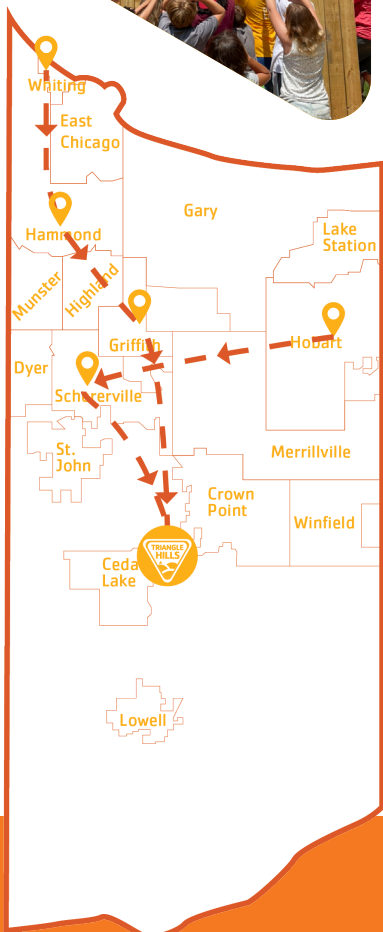 Whiting
East
Chicago
Gary
Hammond
Lake
Station
Munster
Highland
Griffith
Hobart
Dyer
Schererville
St.
John
Merrillville
Crown
Point
Winfield
TRIANGLE
HILLS
Ceda
Lake
Lowell